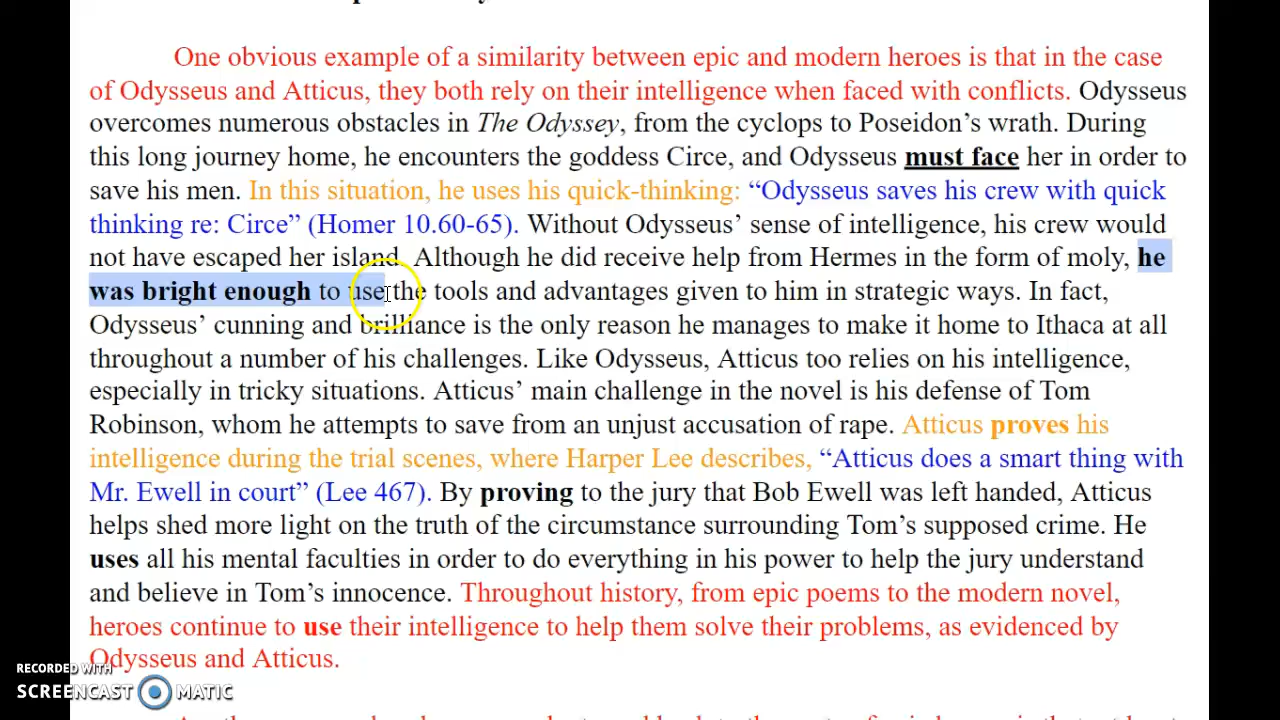 One obvious example of a similarity between epic and modern heroes is that in the case
of Odysseus and Atticus, they both rely on their intelligence when faced with conflicts. Odysseus
overcomes numerous obstacles in The Odyssey, from the cyclops to Poseidon's wrath. During
this long journey home, he encounters the goddess Circe, and Odysseus must face her in order to
save his men. In this situation, he uses his quick-thinking: “Odysseus saves his crew with quick
thinking re: Circe” (Homer 10.60-65). Without Odysseus’ sense of intelligence, his crew would
not have escaped her island. Although he did receive help from Hermes in the form of moly, he
was bright enough to use the tools and advantages given to him in strategic ways. In fact,
Odysseus’ cunning and brilliance is the only reason he manages to make it home to Ithaca at all
throughout a number of his challenges. Like Odysseus, Atticus too relies on his intelligence,
especially in tricky situations. Atticus’ main challenge in the novel is his defense of Tom
Robinson, whom he attempts to save from an unjust accusation of rape. Atticus proves his
intelligence during the trial scenes, where Harper Lee describes, “Atticus does a smart thing with
Mr. Ewell in court” (Lee 467). By proving to the jury that Bob Ewell was left handed, Atticus
helps shed more light on the truth of the circumstance surrounding Tom’s supposed crime. He
uses all his mental faculties in order to do everything in his power to help the jury understand
and believe in Tom’s innocence. Throughout history, from epic poems to the modern novel,
heroes continue to use their intelligence to help them solve their problems, as evidenced by
Odysseus and Atticus.
RECORDED WITH
SCREENCAST MATIC